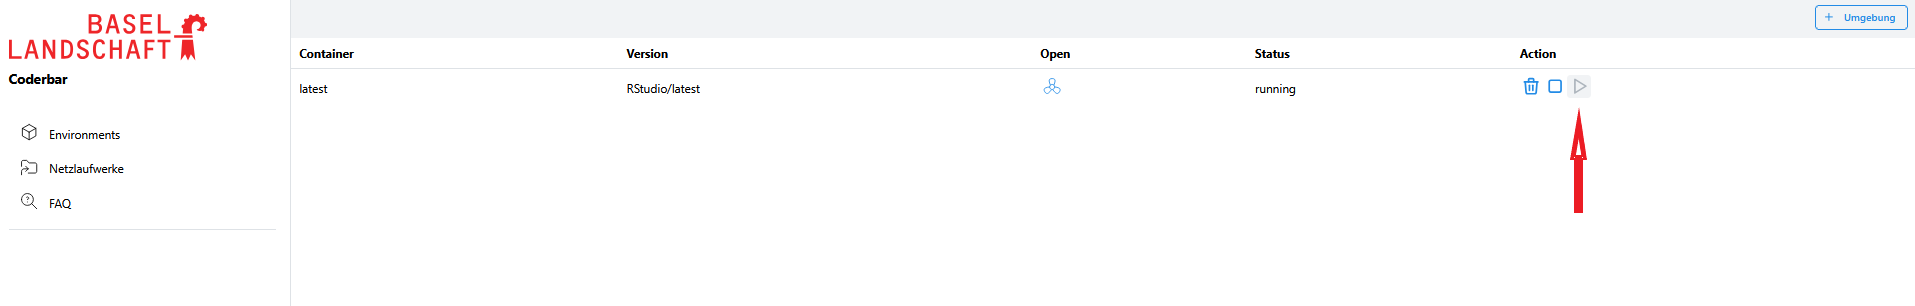 BASEL
LANDSCHAFT
Coderbar
Environments
Netzlaufwerke
FAQ
+ Umgebung
Container Version Open Status Action
latest RStudio/latest running